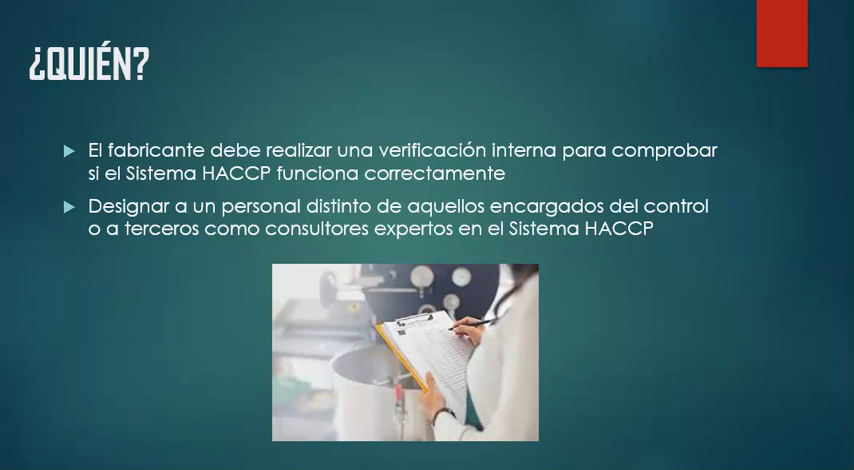 ¿QUIÉN?
El fabricante debe realizar una verificación interna para comprobar
si el Sistema HACCP funciona correctamente
Designar a un personal distinto de aquellos encargados del control
o a terceros como consultores expertos en el Sistema HACCP